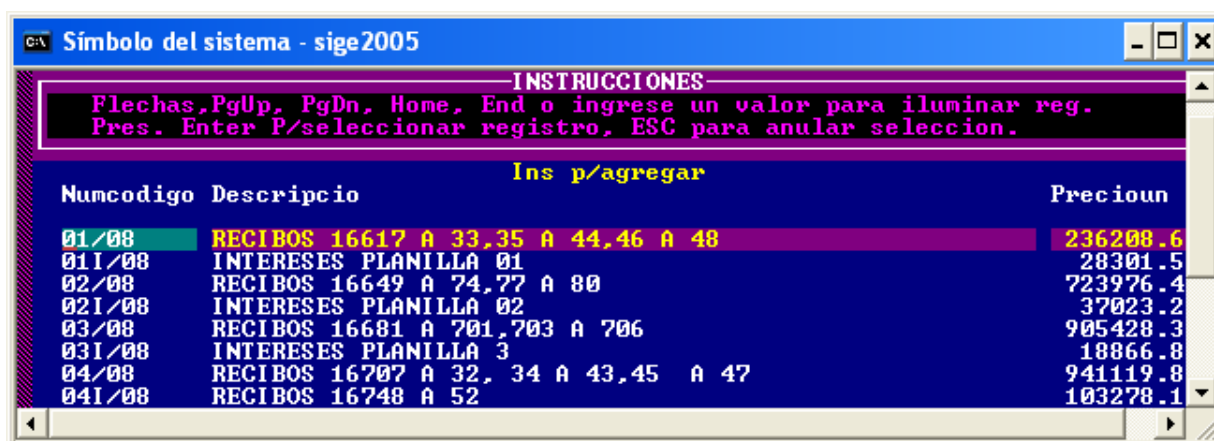 Símbolo del sistema - sige2005
INSTRUCCIONES
Flechas,PgUp, PgDn, Home, End o ingrese un valor para iluminar reg.
Pres. Enter P/seleccionar registro, ESC para anular seleccion.
Ins p/agregar
Numcodigo Descripcio Precioun
01/08 RECIBOS 16617 A 33,35 A 44,46 A 48 236208.6
01I/08 INTERESES PLANILLA 01 28301.5
02/08 RECIBOS 16649 A 74,77 A 80 723976.4
02I/08 INTERESES PLANILLA 02 37023.2
03/08 RECIBOS 16681 A 701,703 A 706 905428.3
03I/08 INTERESES PLANILLA 3 18866.8
04/08 RECIBOS 16707 A 32, 34 A 43,45 A 47 941119.8
04I/08 RECIBOS 16748 A 52 103278.1